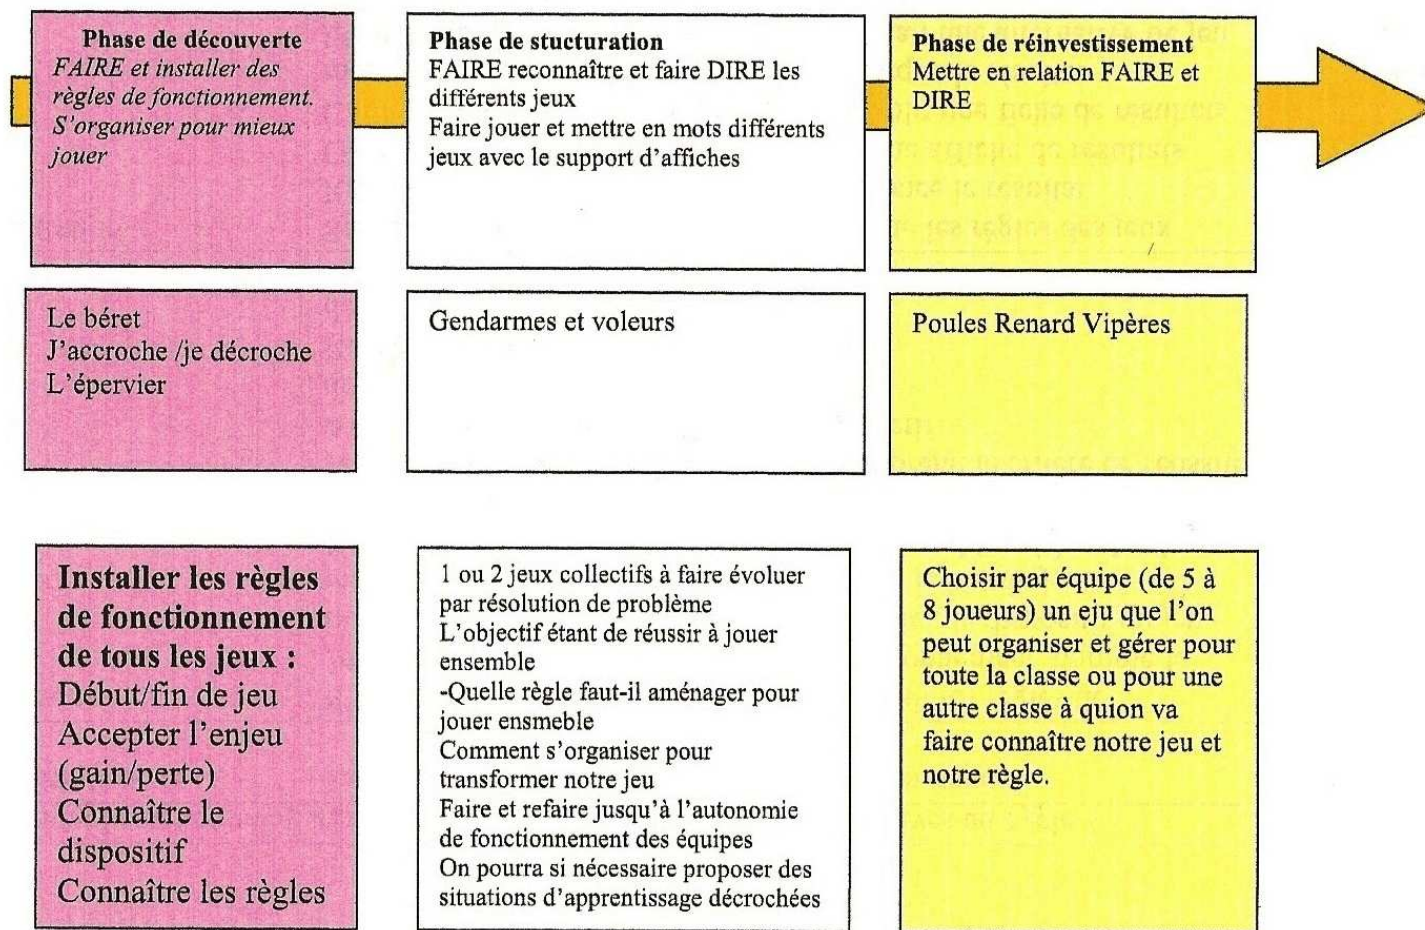 Phase de découverte
FAIRE et installer des
règles de fonctionnement.
S'organiser pour mieux
jouer
Phase de stucturation
FAIRE reconnaître et faire DIRE les
différents jeux
Faire jouer et mettre en mots différents
jeux avec le support d'affiches
Phase de réinvestissement
Mettre en relation FAIRE et
DIRE
Le béret
J'accroche /je décroche
L'épervier
Gendarmes et voleurs
Poules Renard Vipères
Installer les règles
de fonctionnement
de tous les jeux :
Début/fin de jeu
Accepter l'enjeu
(gain/perte)
Connaître le
dispositif
Connaître les règles
1 ou 2 jeux collectifs à faire évoluer
par résolution de problème
L'objectif étant de réussir à jouer
ensemble
-Quelle règle faut-il aménager pour
jouer ensmeble
Comment s'organiser pour
transformer notre jeu
Faire et refaire jusqu'à l'autonomie
de fonctionnement des équipes
On pourra si nécessaire proposer des
situations d'apprentissage décrochées
Choisir par équipe (de 5 à
8 joueurs) un eju que l'on
peut organiser et gérer pour
toute la classe ou pour une
autre classe à quion va
faire connaître notre jeu et
notre règle.